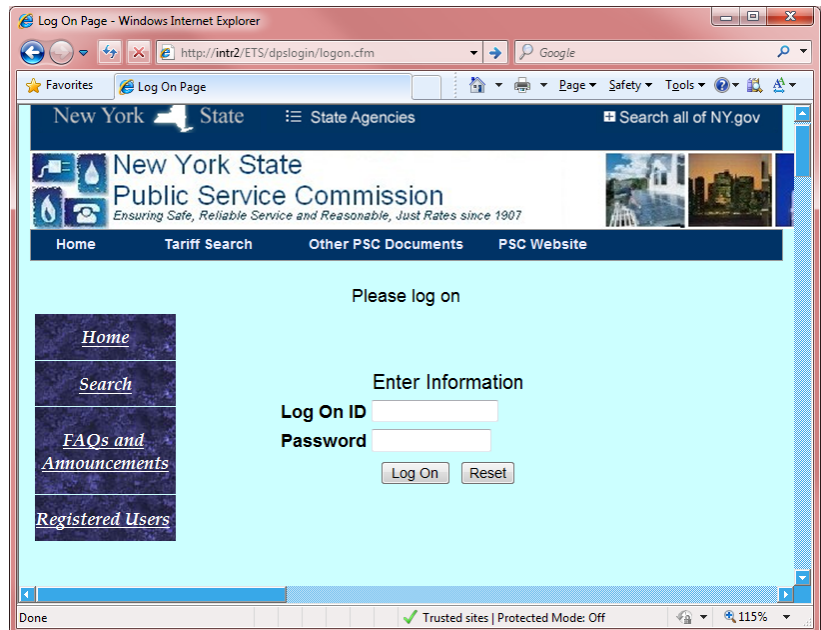 Log On Page - Windows Internet Explorer
http://intr2/ETS/dpslogin/logon.cfm
Google
Favorites
Log On Page
Page
Safety
Tools
New York State
State Agencies
Search all of NY.gov
New York State
Public Service Commission
Ensuring Safe, Reliable Service and Reasonable, Just Rates since 1907
Home Tariff Search Other PSC Documents PSC Website
Please log on
Home
Search
FAQs and
Announcements
Registered Users
Enter Information
Log On ID
Password
Log On Reset
Done
Trusted sites | Protected Mode: Off
115%